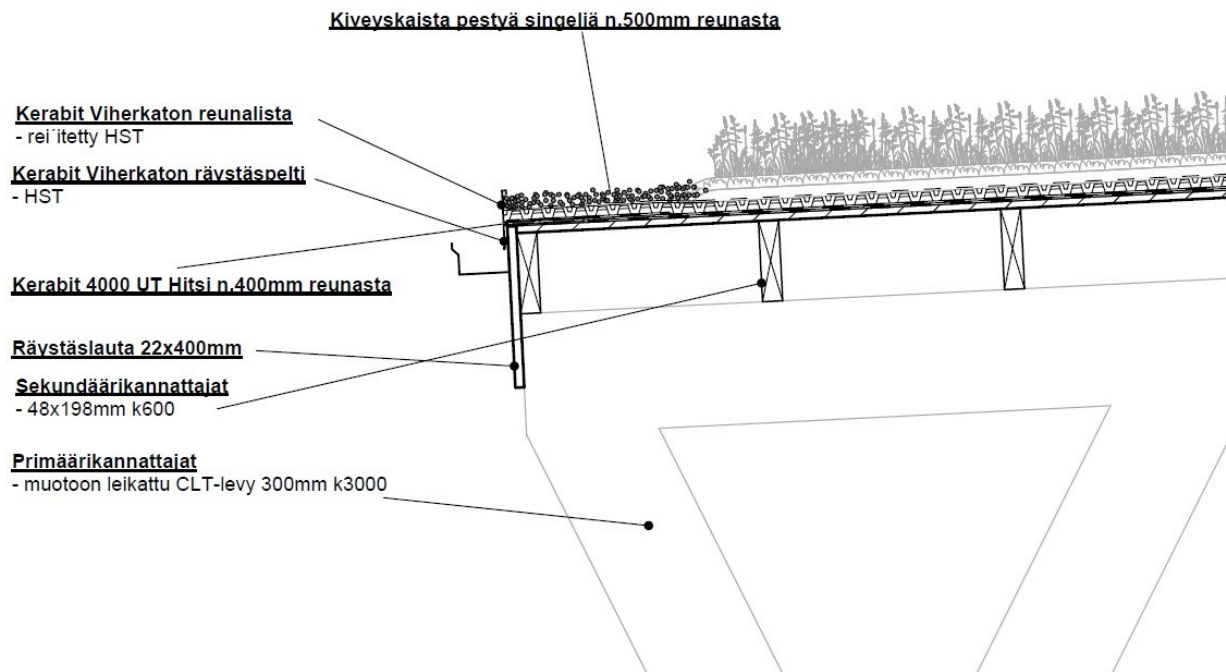 Kiveyskaista pestyä singeliä n.500mm reunasta
Kerabit Viherkaton reunalista
- rei´itetty HST
Kerabit Viherkaton räystäspelti
- HST
Kerabit 4000 UT Hitsi n.400mm reunasta
Räystäslauta 22x400mm
Sekundäärikannattajat
- 48x198mm k600
Primäärikannattajat
- muotoon leikattu CLT-levy 300mm k3000